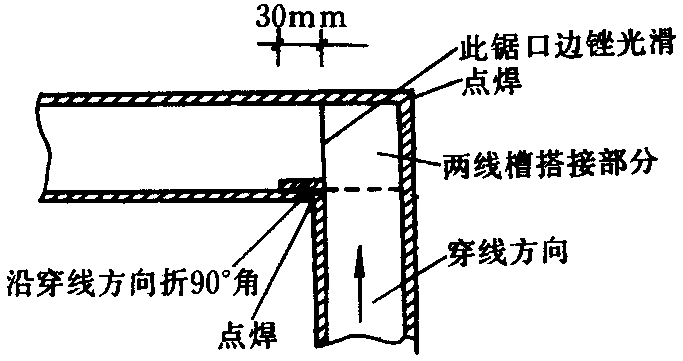 30mm
此锯口边锉光滑
点焊
两线槽搭接部分
穿线方向
沿穿线方向折90°角
点焊